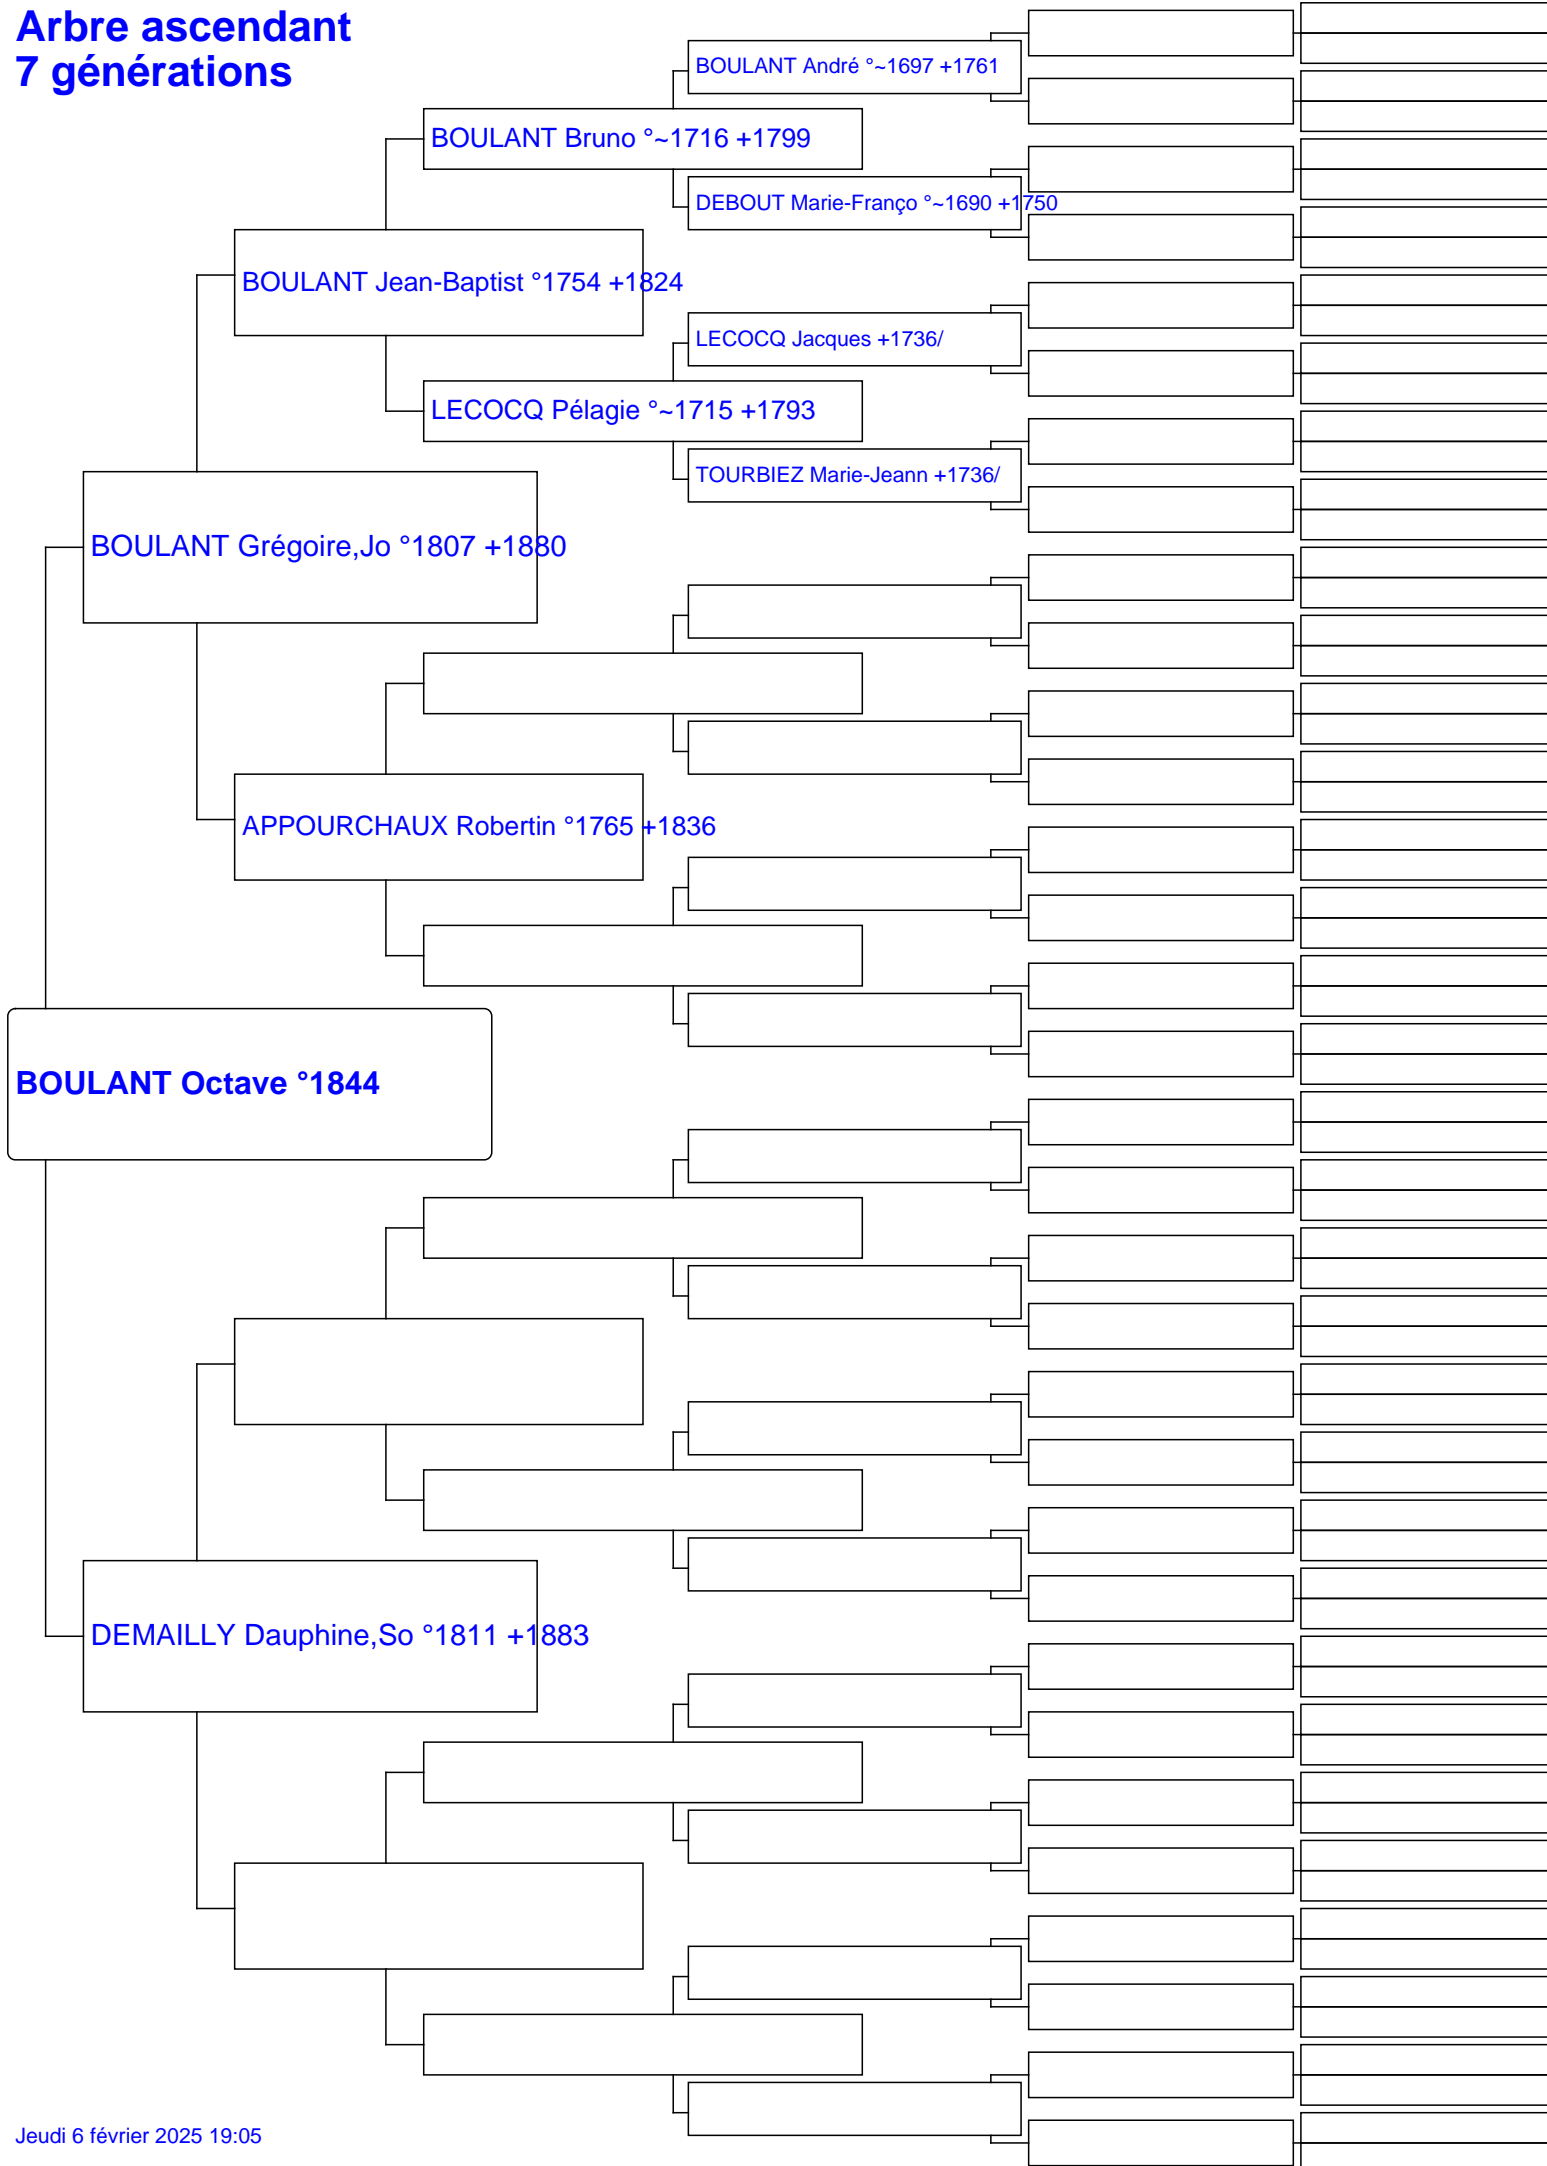 Arbre ascendant
7 générations
BOULANT André °~1697 +1761
BOULANT Bruno °~1716 +1799
DEBOUT Marie-Franço °~1690 +1750
BOULANT Jean-Baptist °1754 +1824
LECOCQ Jacques +1736/
LECOCQ Pélagie °~1715 +1793
TOURBIEZ Marie-Jeann +1736/
BOULANT Grégoire,Jo °1807 +1880
APPOURCHAUX Robertin °1765 +1836
BOULANT Octave °1844
DEMAILLY Dauphine,So °1811 +1883
Jeudi 6 février 2025 19:05